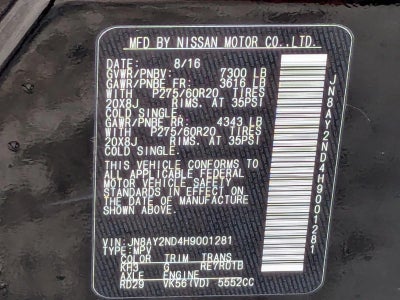 MFD BY NISSAN MOTOR CO.,LTD.
DATE: 8/16
GVWR/PNBV: 7300 LB
GAWR/PNBE FR: 3616 LB
WITH P275/60R20 TIRES
20X8J RIMS. AT 35PSI
COLD SINGLE.
GAWR/PNBE RR: 4343 LB
WITH P275/60R20 TIRES
20X8J RIMS. AT 35PSI
COLD SINGLE.
THIS VEHICLE CONFORMS TO
ALL APPLICABLE FEDERAL
MOTOR VEHICLE SAFETY
STANDARDS IN EFFECT ON
THE DATE OF MANUFACTURE
SHOWN ABOVE.
VIN:JN8AY2ND4H9001281
TYPE:MPV
COLOR TRIM TRANS
KH3 G RE7R01B
AXLE ENGINE
RD29 VK56(VD) 5552CC
JN8AY2ND4H9001281